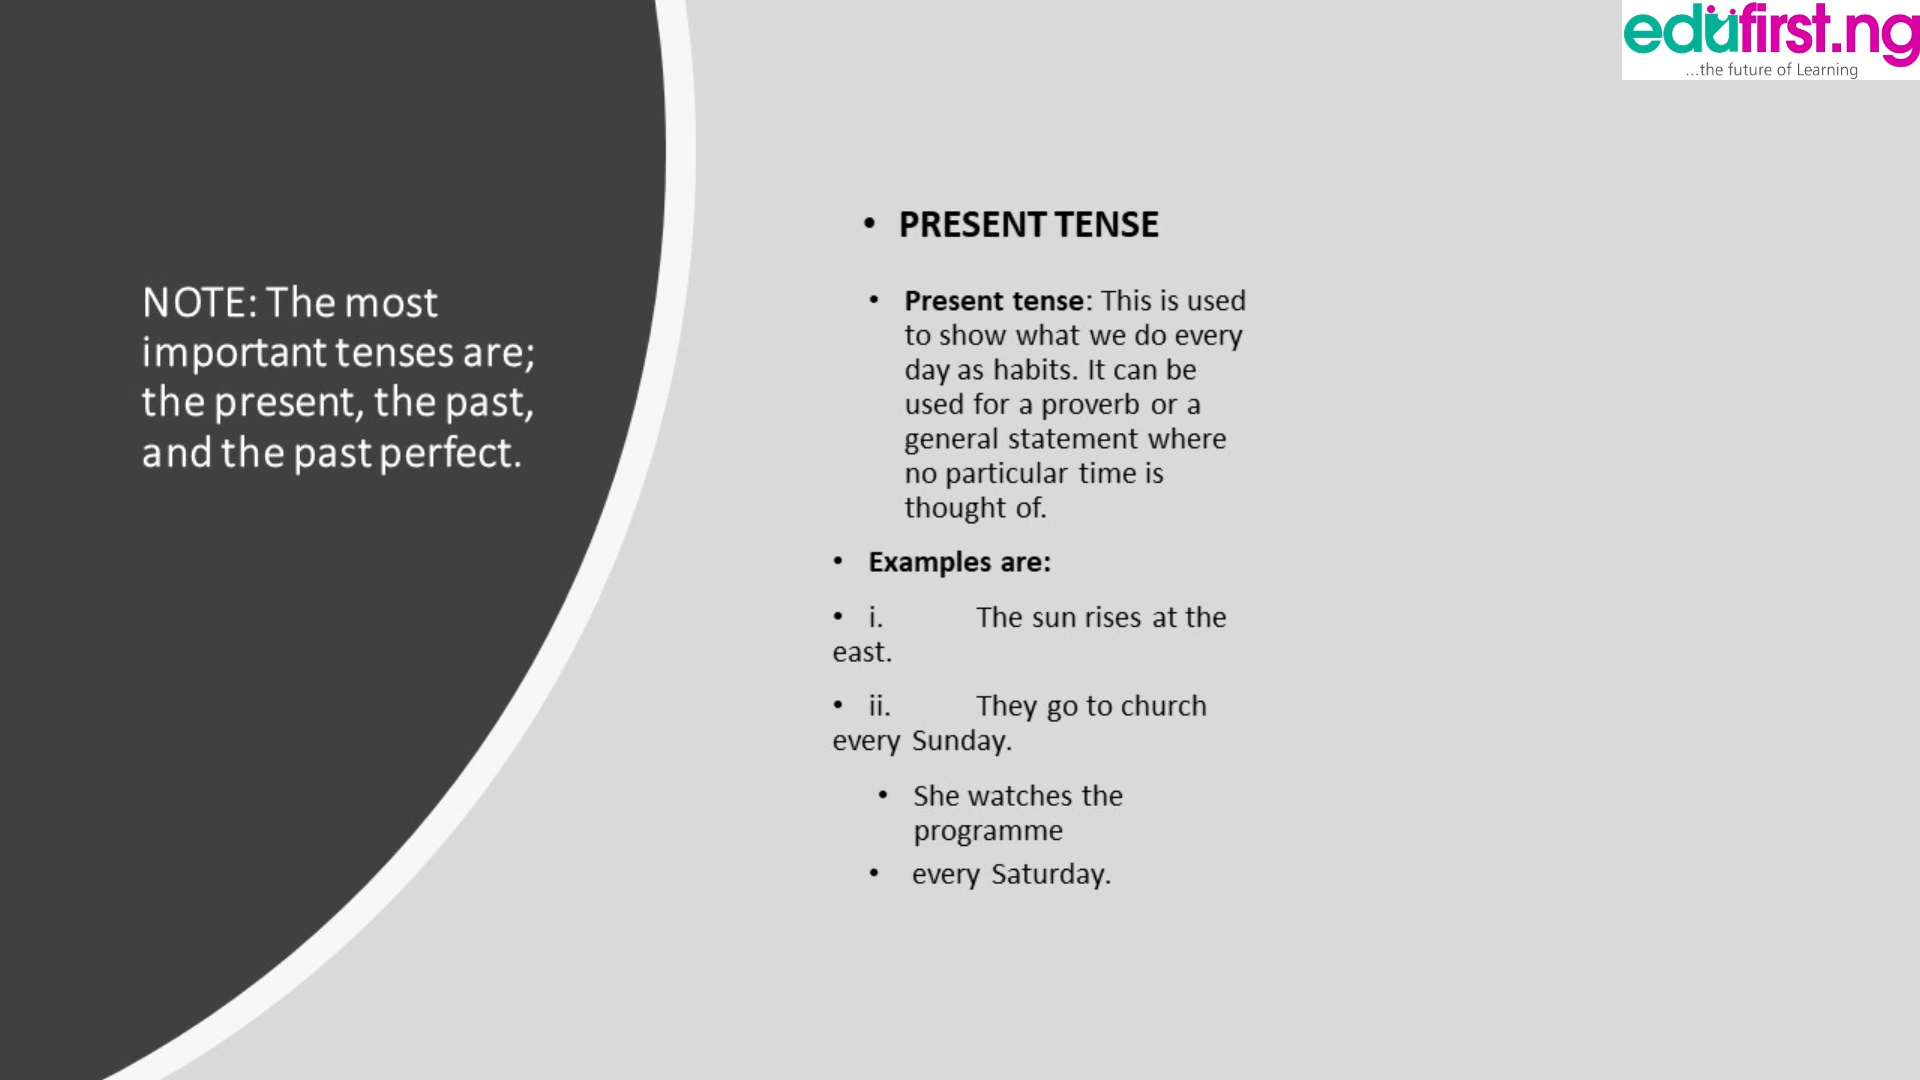 edufirst.ng
...the future of Learning
NOTE: The most
important tenses are;
the present, the past,
and the past perfect.
• PRESENT TENSE
• Present tense: This is used
to show what we do every
day as habits. It can be
used for a proverb or a
general statement where
no particular time is
thought of.
• Examples are:
• i. The sun rises at the
east.
• ii. They go to church
every Sunday.
• She watches the
programme
• every Saturday.